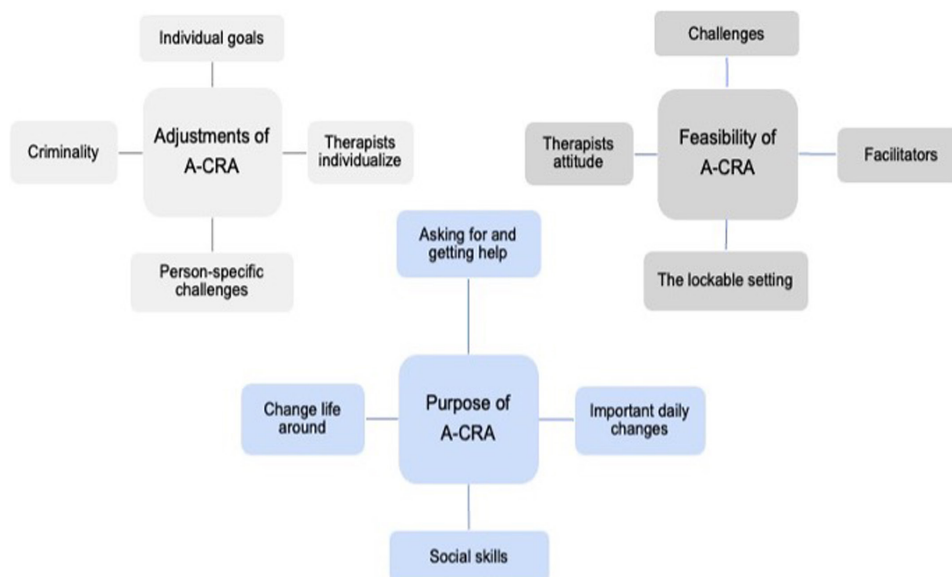 Individual goals
Criminality
Adjustments of
A-CRA
Therapists
individualize
Person-specific
challenges
Challenges
Therapists
attitude
Feasibility of
A-CRA
Facilitators
The lockable setting
Asking for and
getting help
Change life
around
Purpose of
A-CRA
Important daily
changes
Social skills